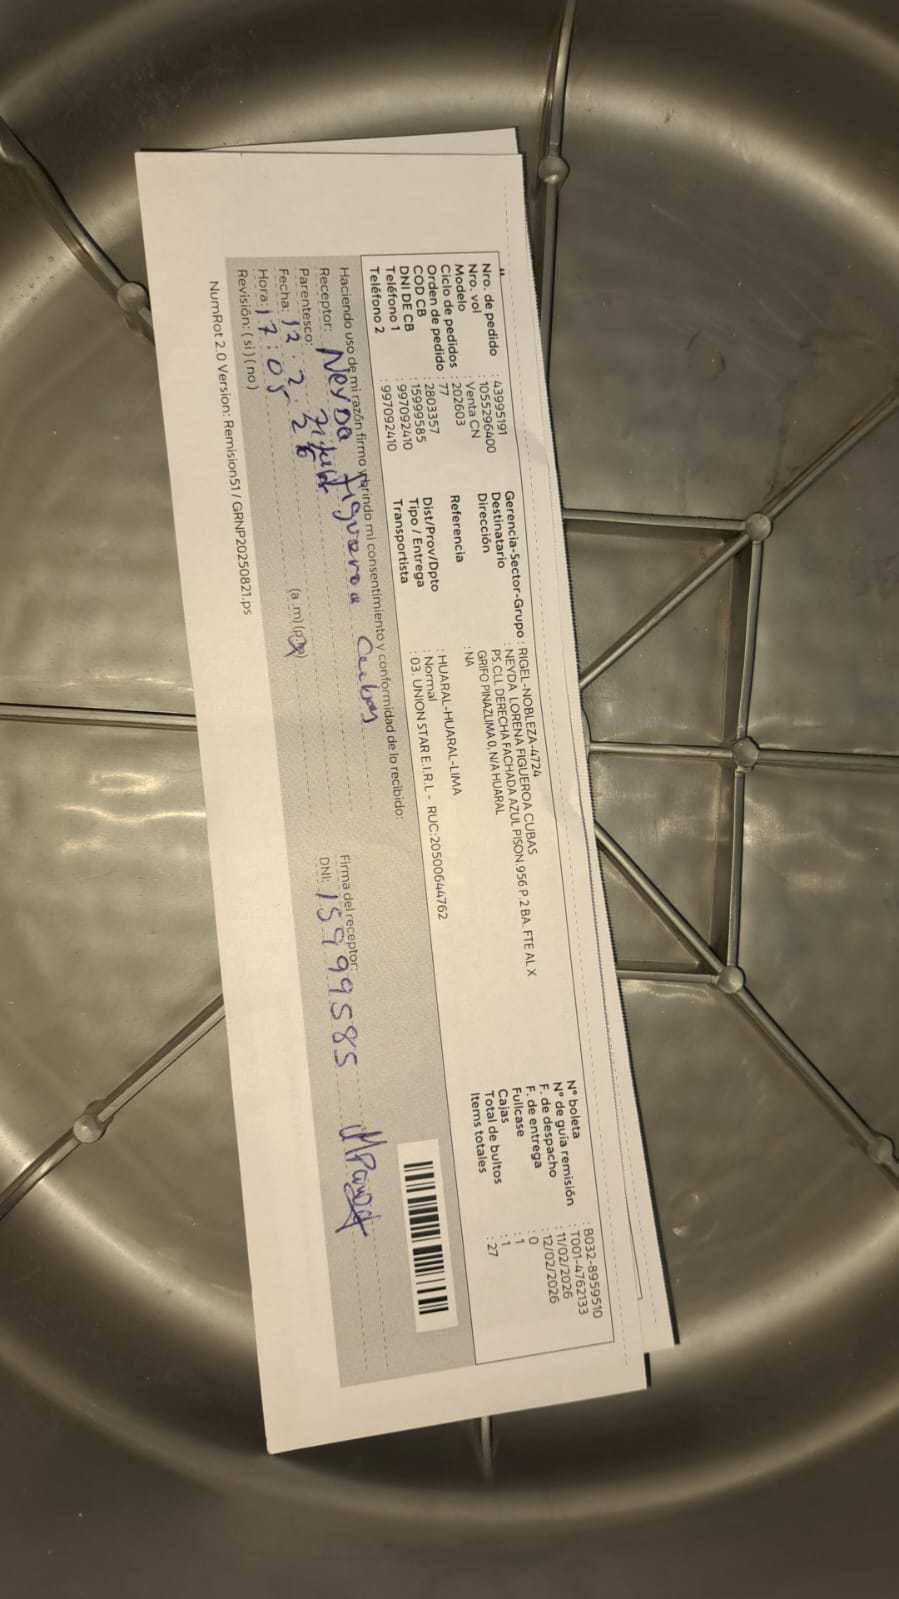 Nro. de pedido : 43995191
Nro. vol : 1055296400
Modelo : Venta CN
Ciclo de pedidos : 202603
Orden de pedido : 77
COD CB : 2803357
DNI DE CB : 15999585
Teléfono 1 : 997092410
Teléfono 2 : 997092410
Gerencia-Sector-Grupo : RIGEL-NOBLEZA-4724
Destinatario : NEYDA LORENA FIGUEROA CUBAS
Dirección : PS.CLL DERECHA FACHADA AZUL PISON 956 P. 2 BA. FTE AL X
GRIFO PINAZUMA 0, N/A HUARAL
Referencia : NA
Dist/Prov/Dpto : HUARAL-HUARAL-LIMA
Tipo / Entrega : Normal
Transportista : 03. UNION STAR E.I.R.L - RUC:20500644762
N° boleta : B032-8959510
N° de guía remisión : T001-4762133
F. de despacho : 11/02/2026
F. de entrega : 12/02/2026
Fullcase : 0
Cajas : 1
Total de bultos : 1
Items totales : 27
Haciendo uso de mi razón firmo y brindo mi consentimiento y conformidad de lo recibido:
Receptor: Neyda Figueroa Cubas
Parentesco: Titular
Fecha: 12 : 2 : 26
Hora: 17 : 05 (a .m) (p.m)
Revisión: ( si ) ( no )
Firma del receptor:
DNI: 15999585
NumRot 2.0 Version: Remision51 / GRNP20250821.ps